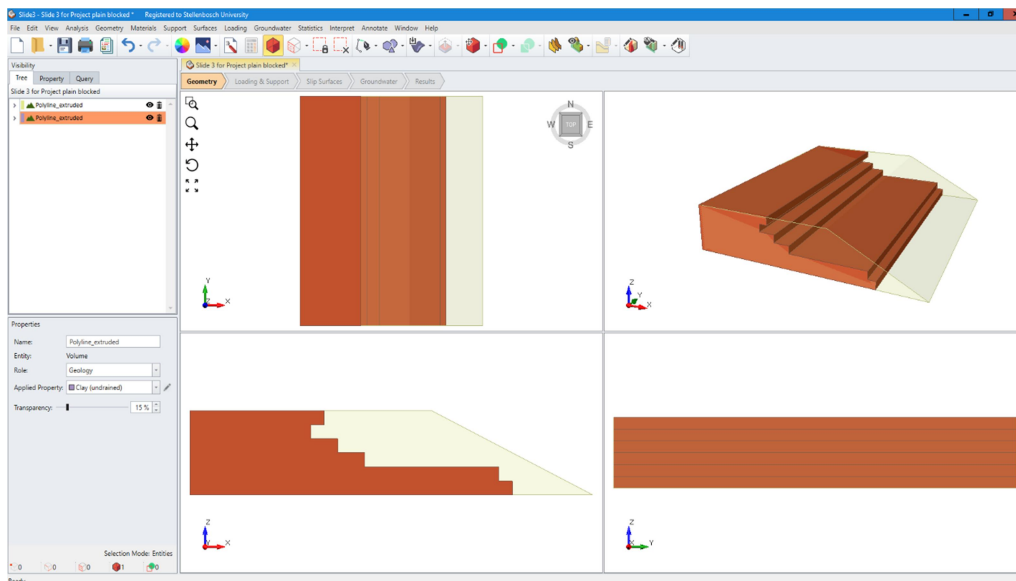 Slide3 - Slide 3 for Project plain blocked * Registered to Stellenbosch University
File Edit View Analysis Geometry Materials Support Surfaces Loading Groundwater Statistics Interpret Annotate Window Help
Visibility
Slide 3 for Project plain blocked*
Tree Property Query
Geometry Loading & Support Slip Surfaces Groundwater Results
Slide 3 for Project plain blocked
Polyline_extruded
Polyline_extruded
N
W TOP E
S
Y
Z X
Z
Y
X
Properties
Name: Polyline_extruded
Entity: Volume
Role: Geology
Applied Property: Clay (undrained)
Transparency: 15 %
Z
X
Z
X Y
Selection Mode: Entities
0 0 0 1 0
Ready